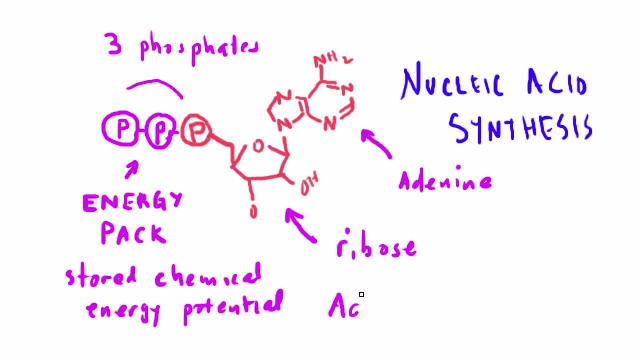 3 phosphates
NH2
NUCLEIC ACID
SYNTHESIS
N
N
N
N
P
P
P
O
OH
O
Adenine
ENERGY
PACK
ribose
stored chemical
energy potential
Ac